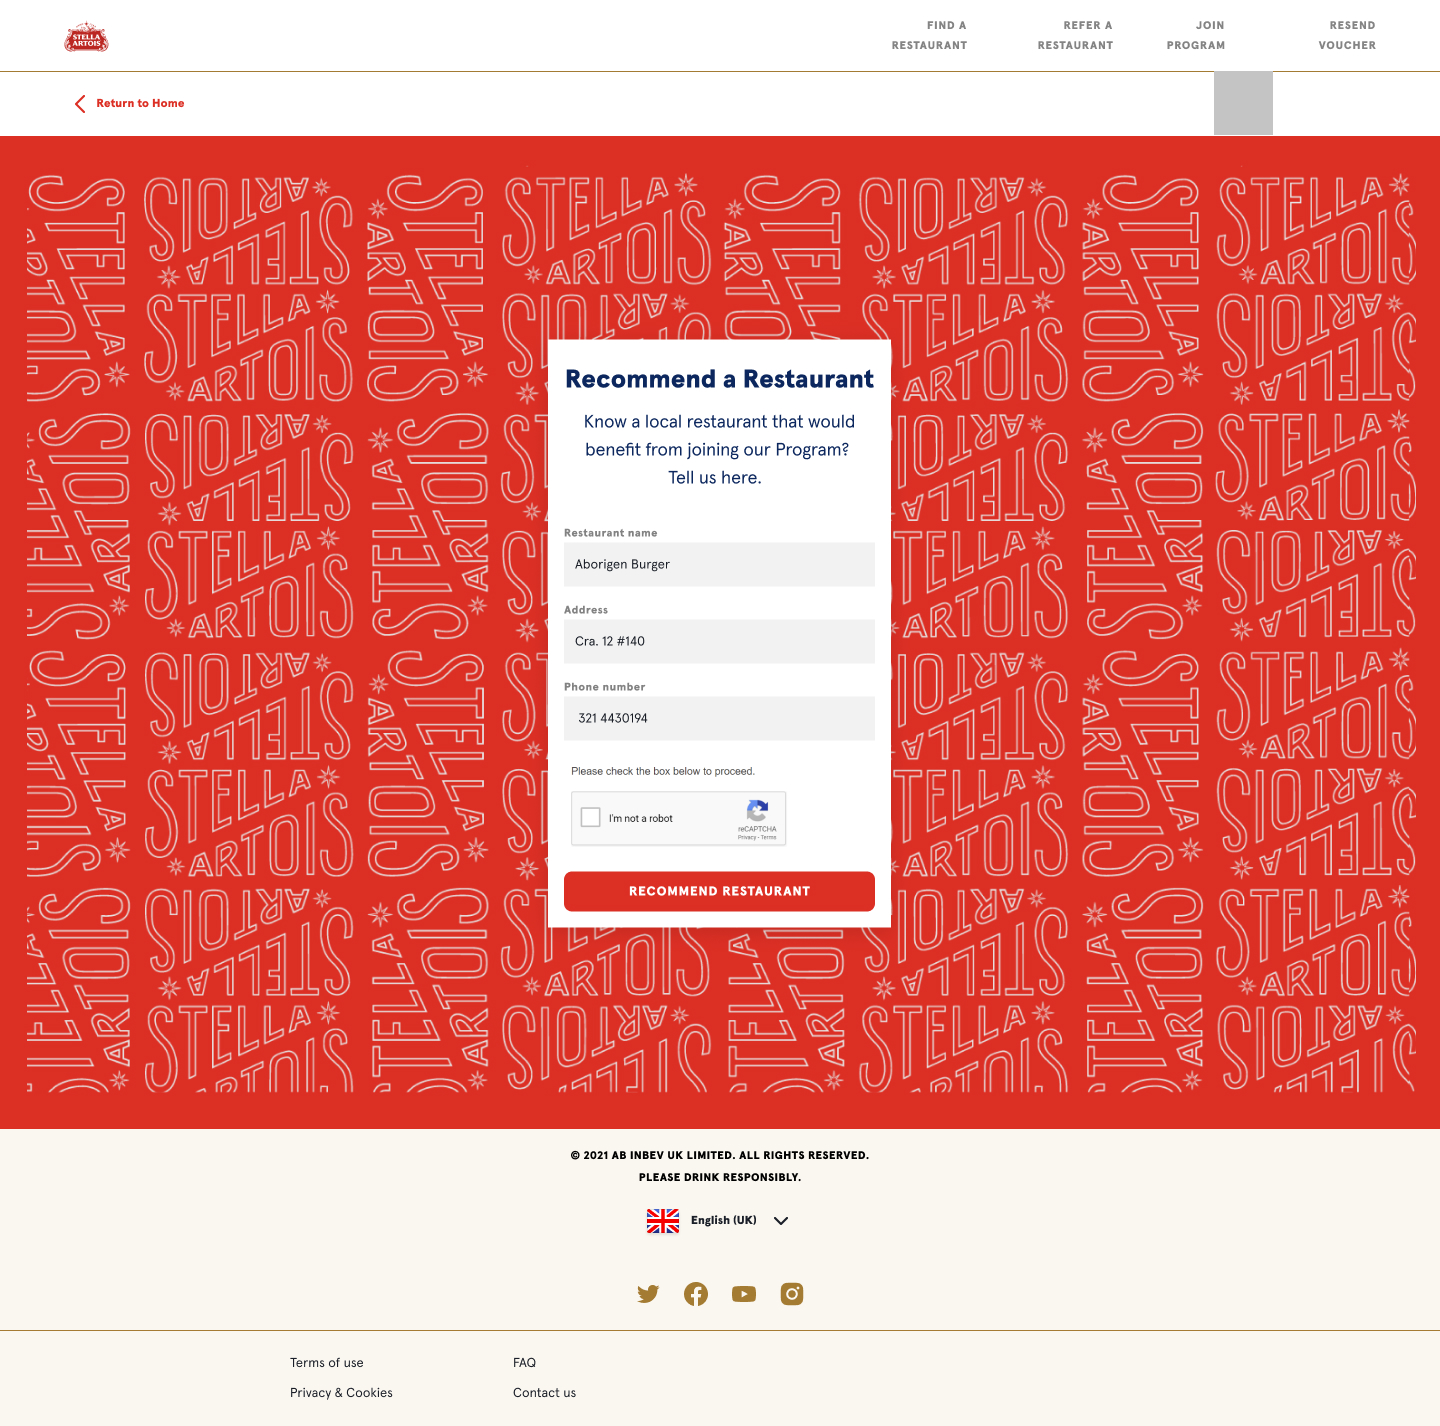 STELLA
ARTOIS
FIND A
RESTAURANT
REFER A
RESTAURANT
JOIN
PROGRAM
RESEND
VOUCHER
Return to Home
STELLA
ARTOIS
Recommend a Restaurant
Know a local restaurant that would
benefit from joining our Program?
Tell us here.
Restaurant name
Aborigen Burger
Address
Cra. 12 #140
Phone number
321 4430194
Please check the box below to proceed.
I'm not a robot
reCAPTCHA
Privacy - Terms
RECOMMEND RESTAURANT
© 2021 AB INBEV UK LIMITED. ALL RIGHTS RESERVED.
PLEASE DRINK RESPONSIBLY.
English (UK)
Terms of use
FAQ
Privacy & Cookies
Contact us